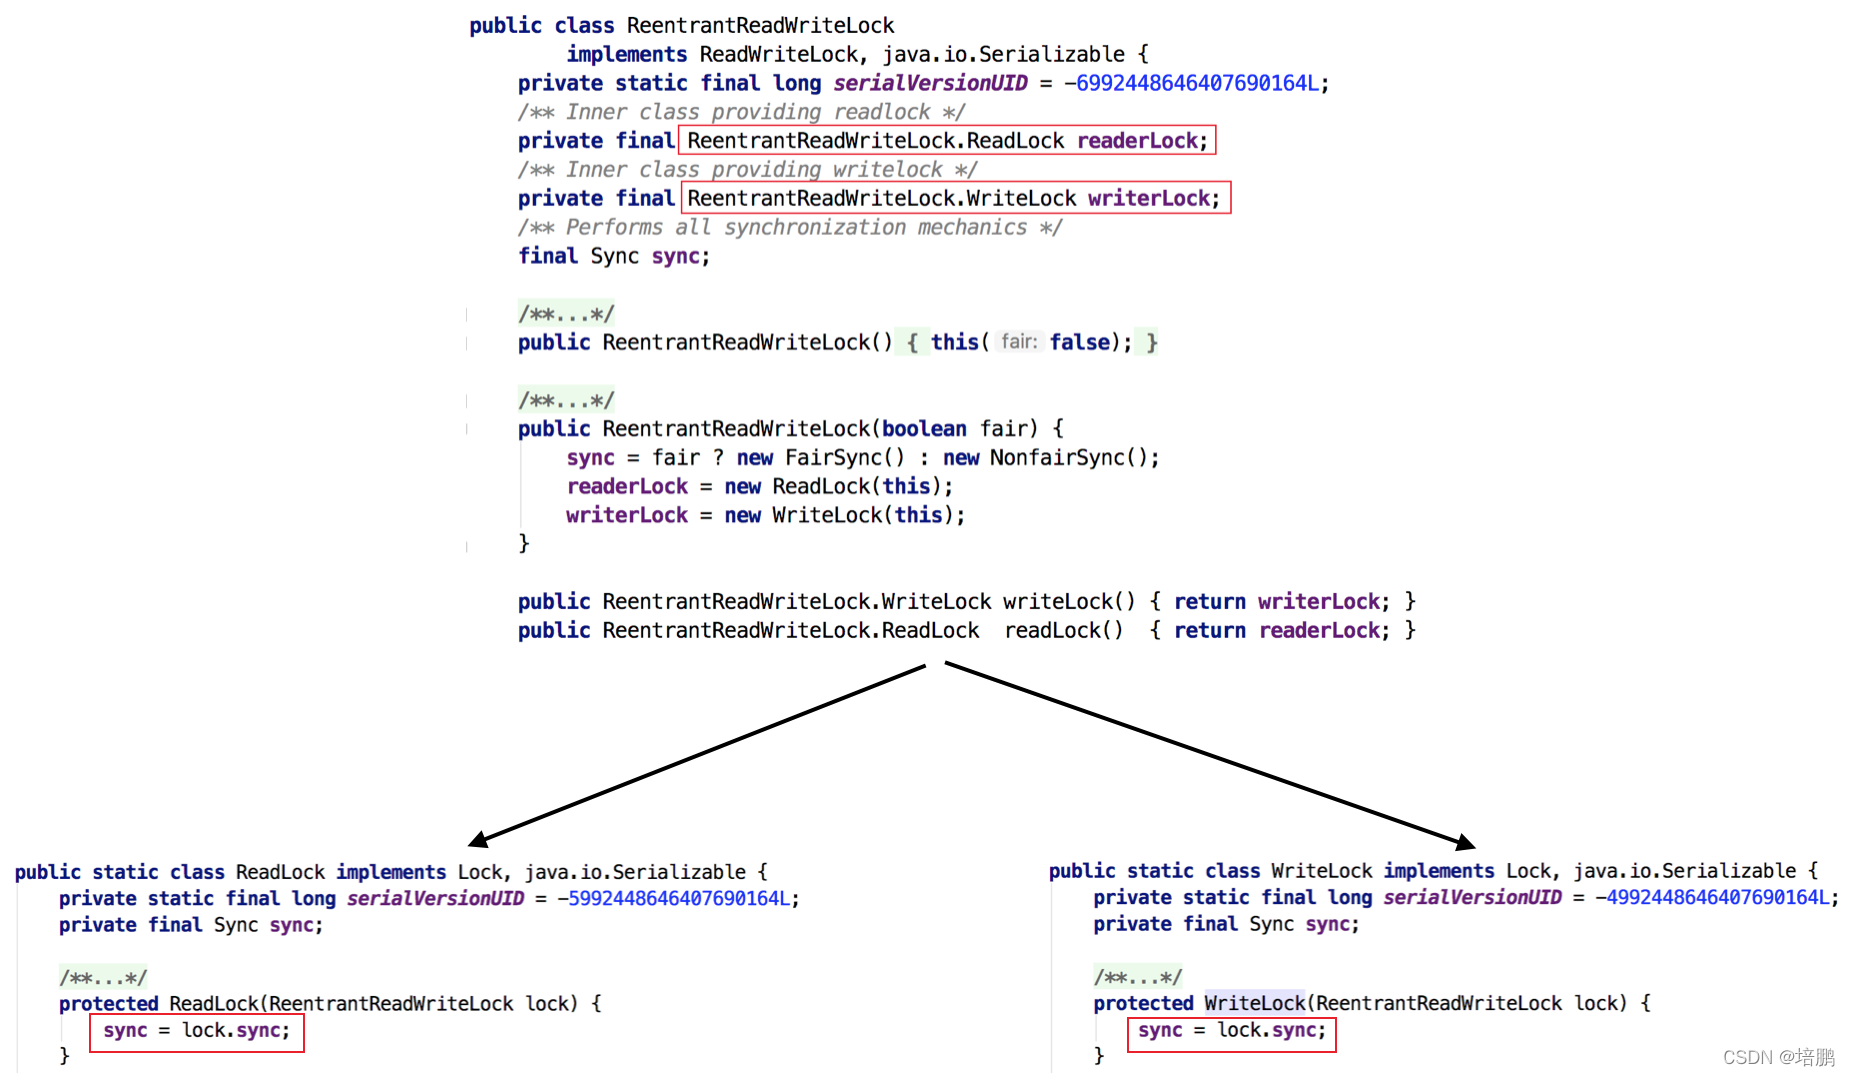 public class ReentrantReadWriteLock
implements ReadWriteLock, java.io.Serializable {
private static final long serialVersionUID = -6992448646407690164L;
/** Inner class providing readlock */
private final ReentrantReadWriteLock.ReadLock readerLock;
/** Inner class providing writelock */
private final ReentrantReadWriteLock.WriteLock writerLock;
/** Performs all synchronization mechanics */
final Sync sync;
/**...*/
public ReentrantReadWriteLock() { this( fair: false); }
/**...*/
public ReentrantReadWriteLock(boolean fair) {
sync = fair ? new FairSync() : new NonfairSync();
readerLock = new ReadLock(this);
writerLock = new WriteLock(this);
}
public ReentrantReadWriteLock.WriteLock writeLock() { return writerLock; }
public ReentrantReadWriteLock.ReadLock  readLock()  { return readerLock; }
public static class ReadLock implements Lock, java.io.Serializable {
private static final long serialVersionUID = -5992448646407690164L;
private final Sync sync;
/**...*/
protected ReadLock(ReentrantReadWriteLock lock) {
sync = lock.sync;
}
public static class WriteLock implements Lock, java.io.Serializable {
private static final long serialVersionUID = -4992448646407690164L;
private final Sync sync;
/**...*/
protected WriteLock(ReentrantReadWriteLock lock) {
sync = lock.sync;
}
CSDN @培鹏